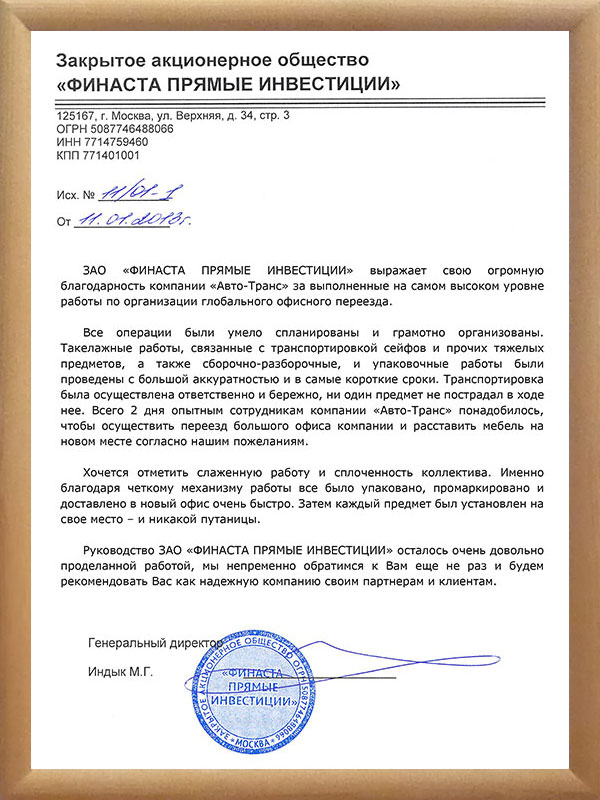 Закрытое акционерное общество
«ФИНАСТА ПРЯМЫЕ ИНВЕСТИЦИИ»
125167, г. Москва, ул. Верхняя, д. 34, стр. 3
ОГРН 5087746488066
ИНН 7714759460
КПП 771401001
Исх. № 11/01-1
От 11.01.2013г.
ЗАО «ФИНАСТА ПРЯМЫЕ ИНВЕСТИЦИИ» выражает свою огромную
благодарность компании «Авто-Транс» за выполненные на самом высоком уровне
работы по организации глобального офисного переезда.
Все операции были умело спланированы и грамотно организованы.
Такелажные работы, связанные с транспортировкой сейфов и прочих тяжелых
предметов, а также сборочно-разборочные, и упаковочные работы были
проведены с большой аккуратностью и в самые короткие сроки. Транспортировка
была осуществлена ответственно и бережно, ни один предмет не пострадал в ходе
нее. Всего 2 дня опытным сотрудникам компании «Авто-Транс» понадобилось,
чтобы осуществить переезд большого офиса компании и расставить мебель на
новом месте согласно нашим пожеланиям.
Хочется отметить слаженную работу и сплоченность коллектива. Именно
благодаря четкому механизму работы все было упаковано, промаркировано и
доставлено в новый офис очень быстро. Затем каждый предмет был установлен на
свое место – и никакой путаницы.
Руководство ЗАО «ФИНАСТА ПРЯМЫЕ ИНВЕСТИЦИИ» осталось очень довольно
проделанной работой, мы непременно обратимся к Вам еще не раз и будем
рекомендовать Вас как надежную компанию своим партнерам и клиентам.
Генеральный директор
Индык М.Г.
ЗАКРЫТОЕ АКЦИОНЕРНОЕ ОБЩЕСТВО ОГРН 5087746488066
«ФИНАСТА
ПРЯМЫЕ
ИНВЕСТИЦИИ»
* МОСКВА *